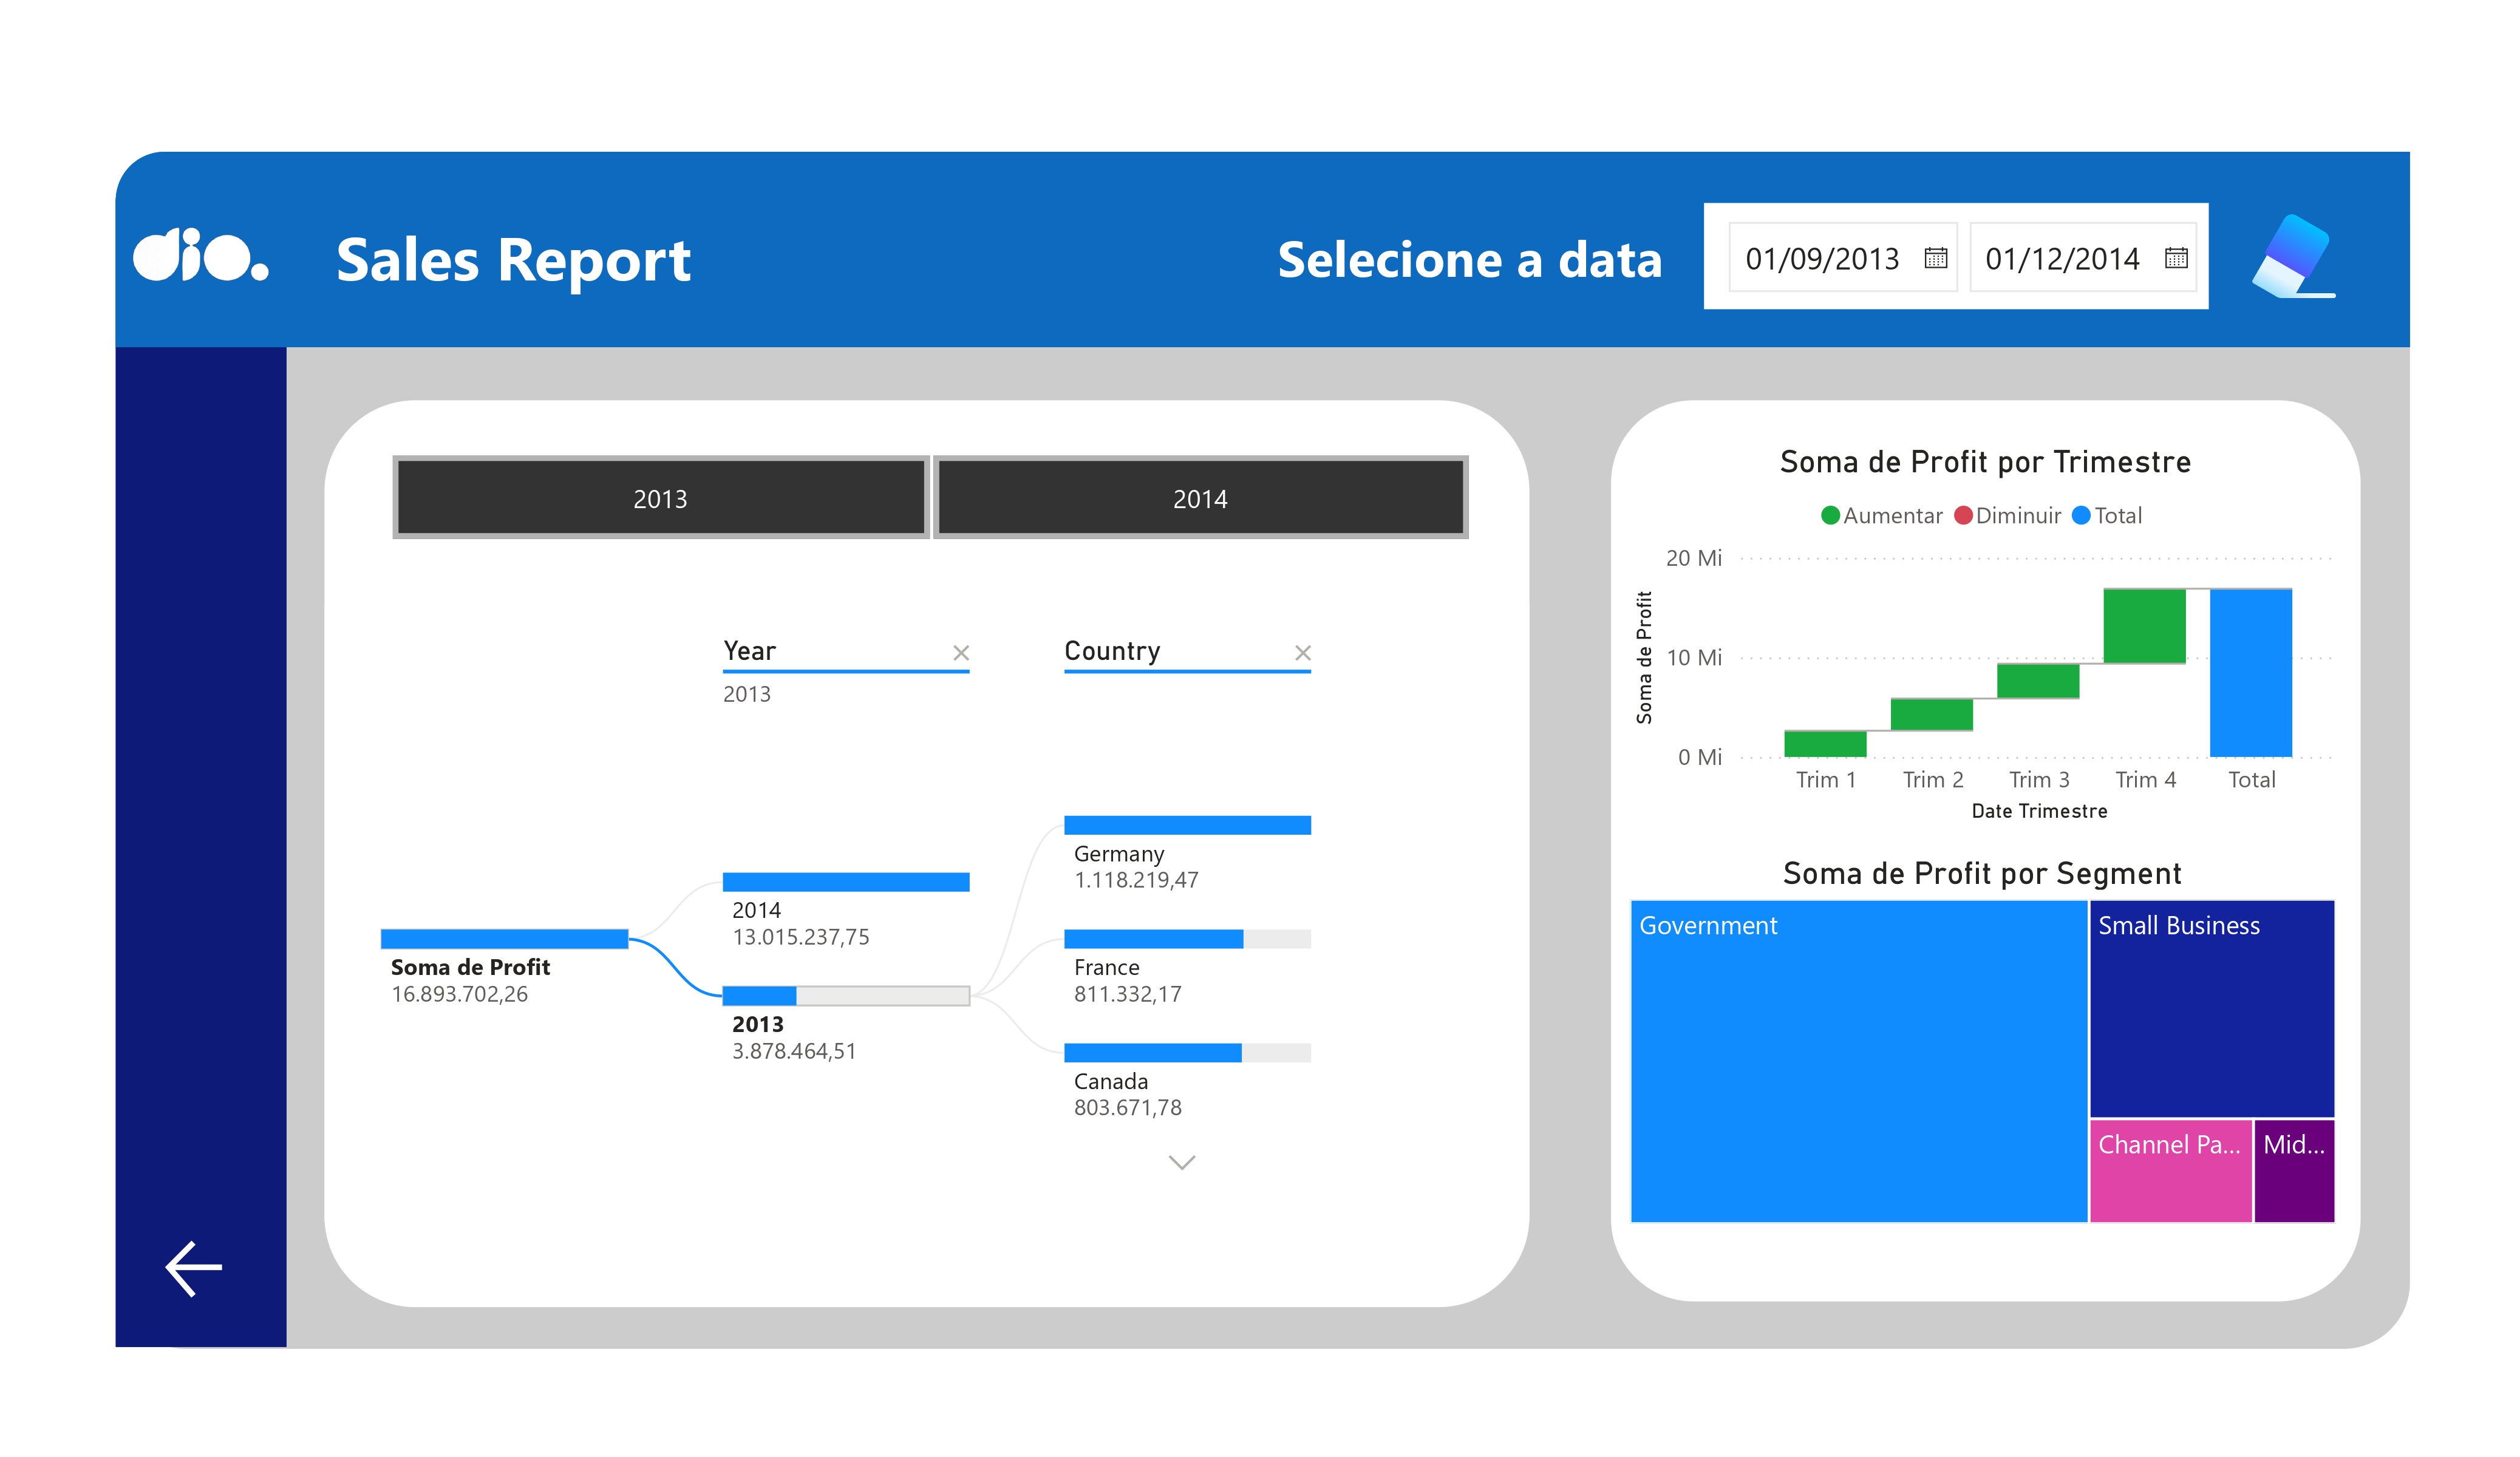 dio.
Sales Report
Selecione a data
01/09/2013
01/12/2014
2013
2014
Year
2013
Country
Soma de Profit
16.893.702,26
2014
13.015.237,75
2013
3.878.464,51
Germany
1.118.219,47
France
811.332,17
Canada
803.671,78
Soma de Profit por Trimestre
Aumentar Diminuir Total
Soma de Profit
20 Mi
10 Mi
0 Mi
Trim 1 Trim 2 Trim 3 Trim 4 Total
Date Trimestre
Soma de Profit por Segment
Government
Small Business
Channel Pa...
Mid...